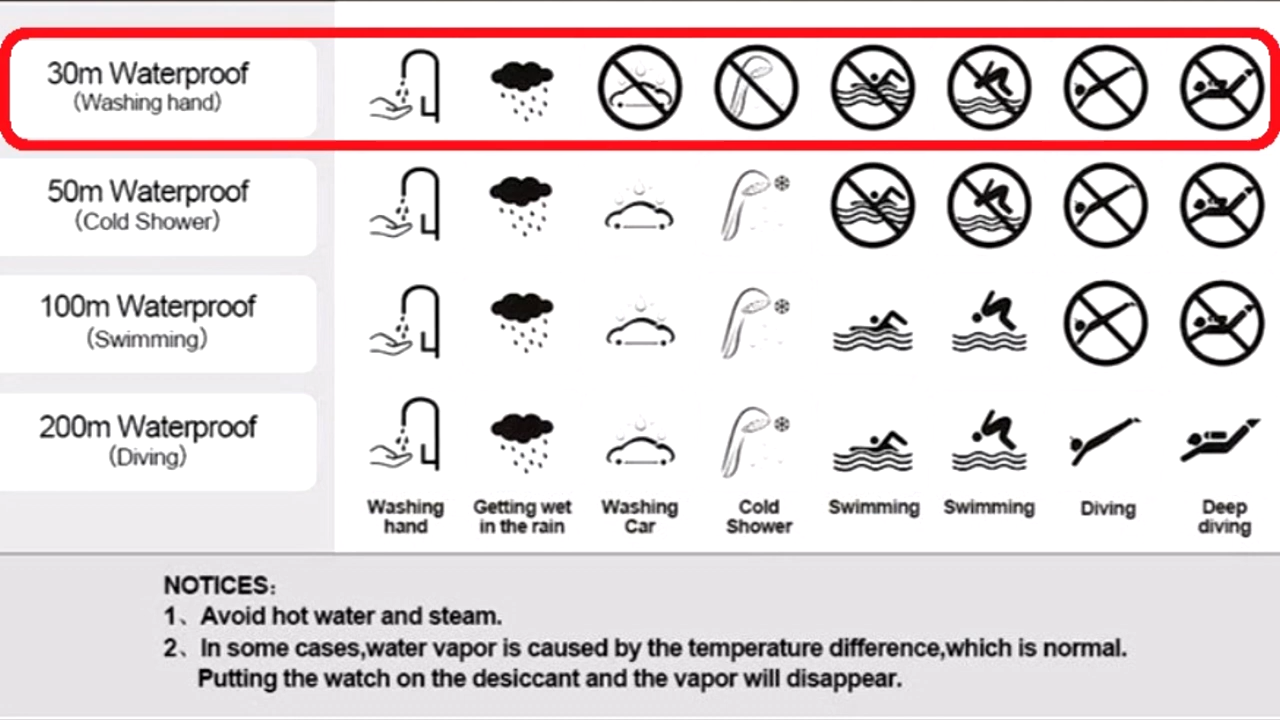 30m Waterproof
(Washing hand)
50m Waterproof
(Cold Shower)
100m Waterproof
(Swimming)
200m Waterproof
(Diving)
Washing hand
Getting wet in the rain
Washing Car
Cold Shower
Swimming
Swimming
Diving
Deep diving
NOTICES:
1、Avoid hot water and steam.
2、In some cases,water vapor is caused by the temperature difference,which is normal.
Putting the watch on the desiccant and the vapor will disappear.